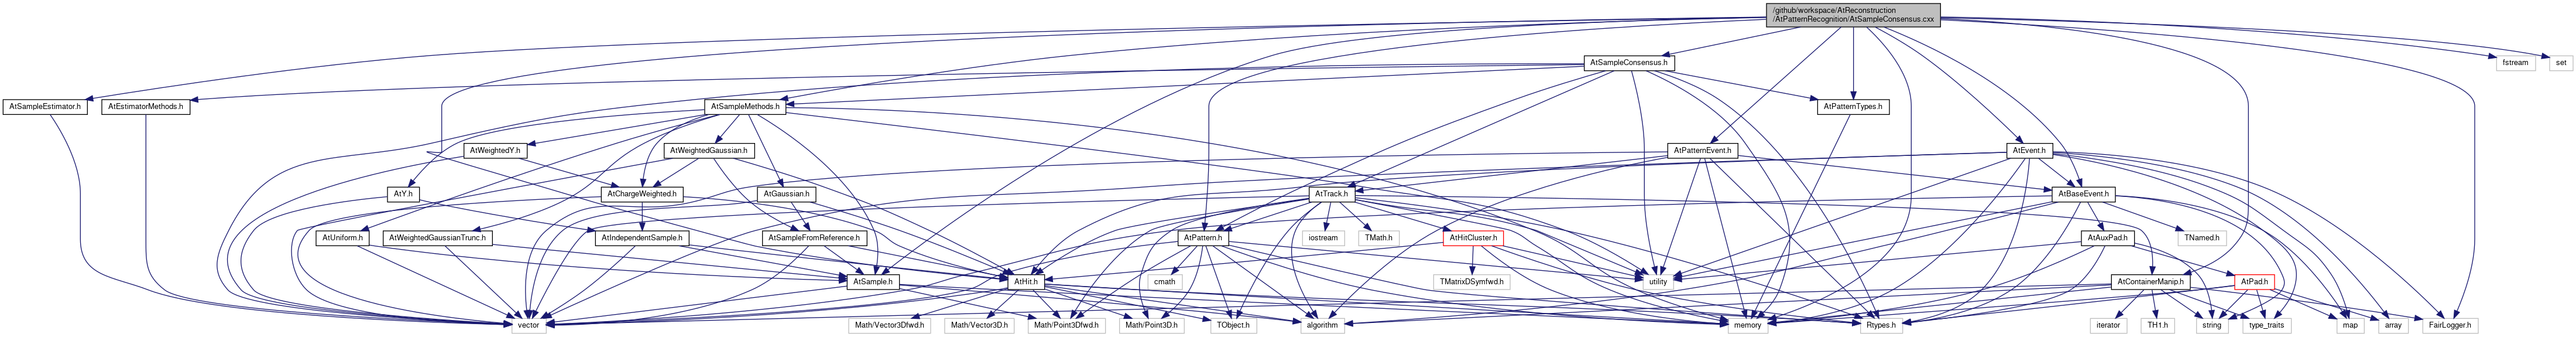 /github/workspace/AtReconstruction
/AtPatternRecognition/AtSampleConsensus.cxx
AtSampleConsensus.h
fstream
set
AtSampleEstimator.h
AtEstimatorMethods.h
AtSampleMethods.h
AtPatternTypes.h
AtWeightedY.h
AtWeightedGaussian.h
AtPatternEvent.h
AtEvent.h
AtY.h
AtChargeWeighted.h
AtGaussian.h
AtTrack.h
AtBaseEvent.h
AtUniform.h
AtWeightedGaussianTrunc.h
AtIndependentSample.h
AtSampleFromReference.h
AtPattern.h
iostream
TMath.h
AtHitCluster.h
AtAuxPad.h
TNamed.h
AtSample.h
AtHit.h
cmath
TMatrixDSymfwd.h
utility
AtContainerManip.h
AtPad.h
vector
Math/Vector3Dfwd.h
Math/Vector3D.h
Math/Point3Dfwd.h
Math/Point3D.h
TObject.h
algorithm
memory
Rtypes.h
iterator
TH1.h
string
type_traits
map
array
FairLogger.h